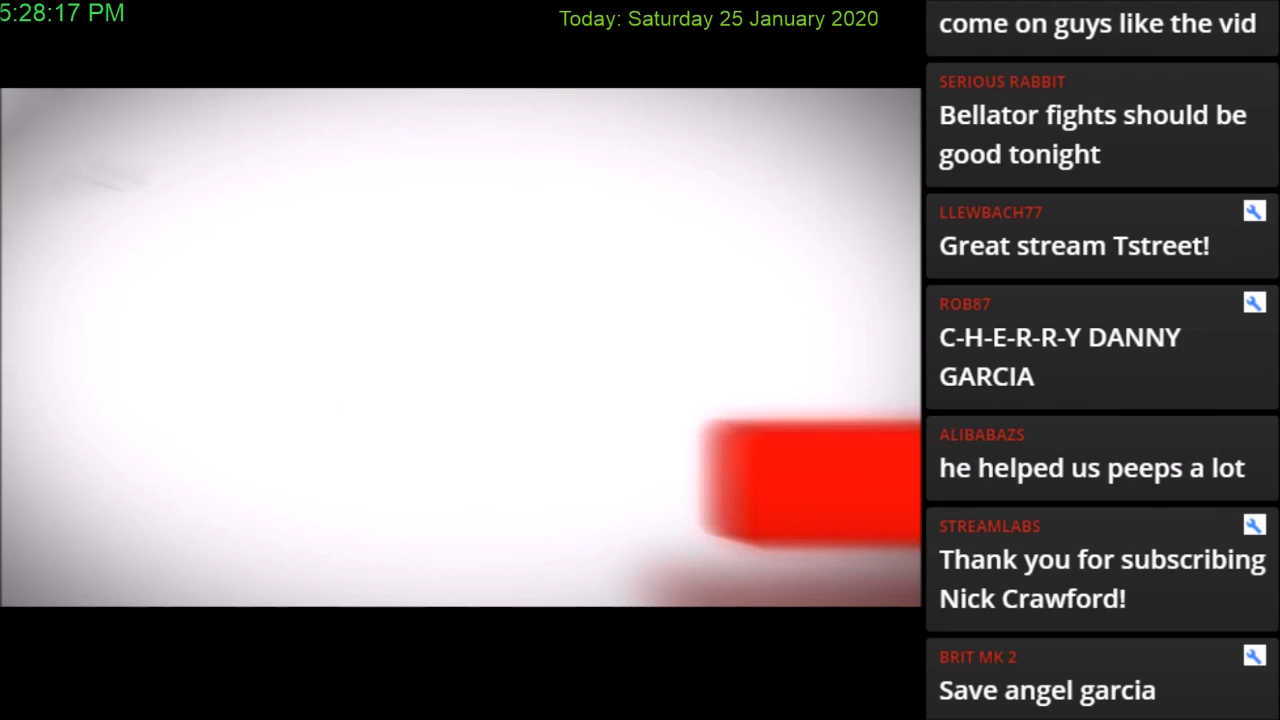 5:28:17 PM
Today: Saturday 25 January 2020
come on guys like the vid
SERIOUS RABBIT
Bellator fights should be
good tonight
LLEWBACH77
Great stream Tstreet!
ROB87
C-H-E-R-R-Y DANNY
GARCIA
ALIBABAZS
he helped us peeps a lot
STREAMLABS
Thank you for subscribing
Nick Crawford!
BRIT MK 2
Save angel garcia